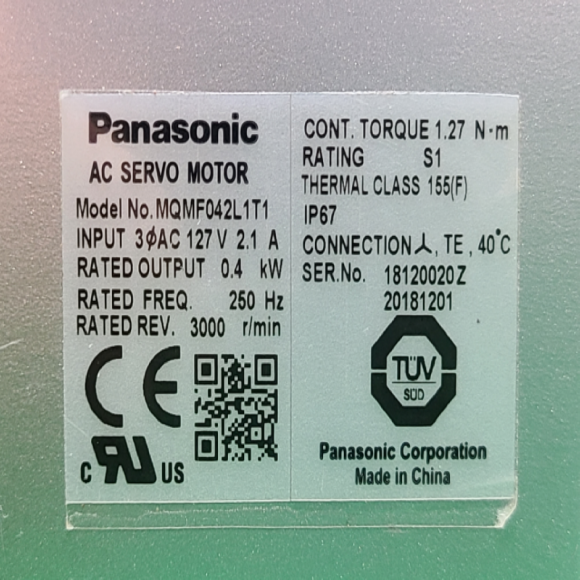 Panasonic
AC SERVO MOTOR
Model No.MQMF042L1T1
INPUT 3ϕAC 127 V 2.1 A
RATED OUTPUT 0.4 kW
RATED FREQ. 250 Hz
RATED REV. 3000 r/min
CE
C RU US
CONT. TORQUE 1.27 N·m
RATING S1
THERMAL CLASS 155(F)
IP67
CONNECTION⅄, TE, 40°C
SER.No. 18120020Z
20181201
TÜV
SÜD
Panasonic Corporation
Made in China